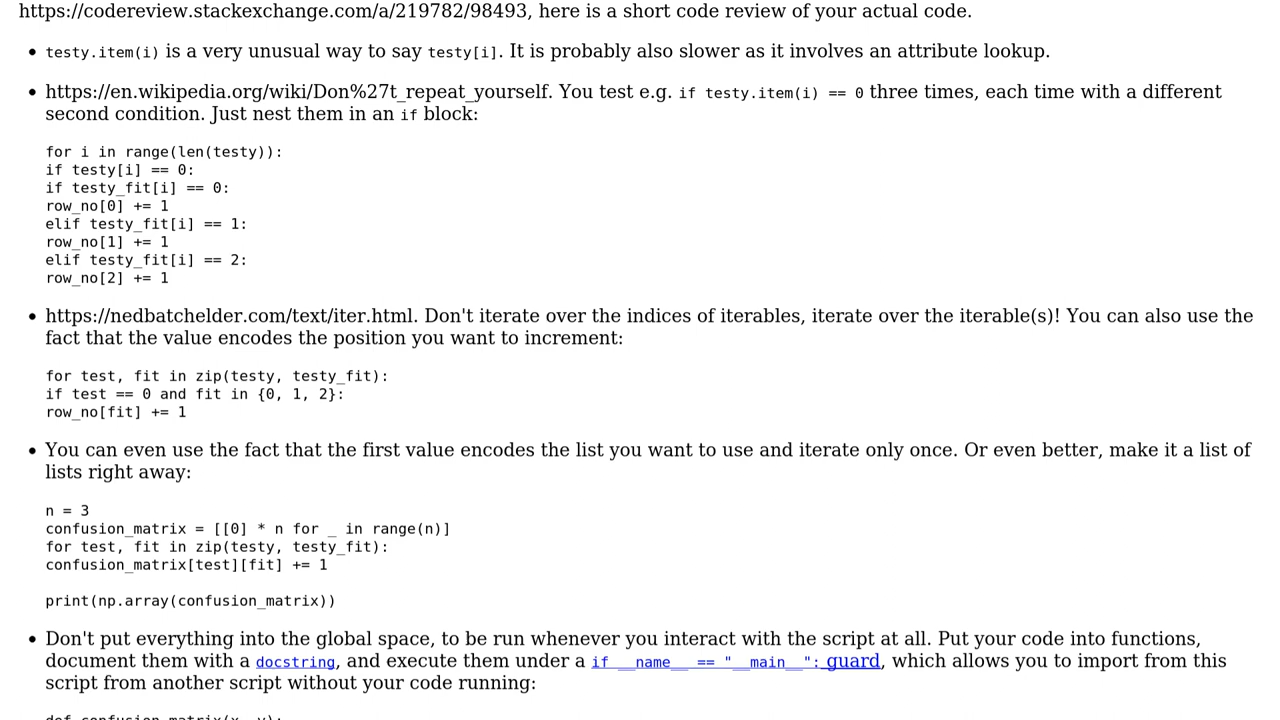 https://codereview.stackexchange.com/a/219782/98493, here is a short code review of your actual code.
• testy.item(i) is a very unusual way to say testy[i]. It is probably also slower as it involves an attribute lookup.
• https://en.wikipedia.org/wiki/Don%27t_repeat_yourself. You test e.g. if testy.item(i) == 0 three times, each time with a different
second condition. Just nest them in an if block:
for i in range(len(testy)):
if testy[i] == 0:
if testy_fit[i] == 0:
row_no[0] += 1
elif testy_fit[i] == 1:
row_no[1] += 1
elif testy_fit[i] == 2:
row_no[2] += 1
• https://nedbatchelder.com/text/iter.html. Don't iterate over the indices of iterables, iterate over the iterable(s)! You can also use the
fact that the value encodes the position you want to increment:
for test, fit in zip(testy, testy_fit):
if test == 0 and fit in {0, 1, 2}:
row_no[fit] += 1
• You can even use the fact that the first value encodes the list you want to use and iterate only once. Or even better, make it a list of
lists right away:
n = 3
confusion_matrix = [[0] * n for _ in range(n)]
for test, fit in zip(testy, testy_fit):
confusion_matrix[test][fit] += 1
print(np.array(confusion_matrix))
• Don't put everything into the global space, to be run whenever you interact with the script at all. Put your code into functions,
document them with a docstring, and execute them under a if __name__ == "__main__": guard, which allows you to import from this
script from another script without your code running:
def confusion_matrix(x, y):